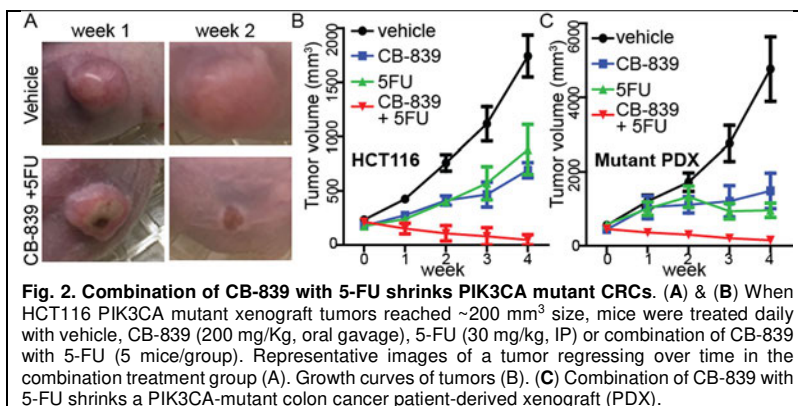 A
week 1
week 2
Vehicle
CB-839 +5FU
B
2000
1500
1000
500
0
Tumor volume (mm³)
vehicle
CB-839
5FU
CB-839
+ 5FU
HCT116
0 1 2 3 4
week
C
6000
4000
2000
0
Tumor volume (mm³)
vehicle
CB-839
5FU
CB-839
+ 5FU
Mutant PDX
0 1 2 3 4
week
Fig. 2. Combination of CB-839 with 5-FU shrinks PIK3CA mutant CRCs. (A) & (B) When
HCT116 PIK3CA mutant xenograft tumors reached ~200 mm³ size, mice were treated daily
with vehicle, CB-839 (200 mg/Kg, oral gavage), 5-FU (30 mg/kg, IP) or combination of CB-839
with 5-FU (5 mice/group). Representative images of a tumor regressing over time in the
combination treatment group (A). Growth curves of tumors (B). (C) Combination of CB-839 with
5-FU shrinks a PIK3CA-mutant colon cancer patient-derived xenograft (PDX).